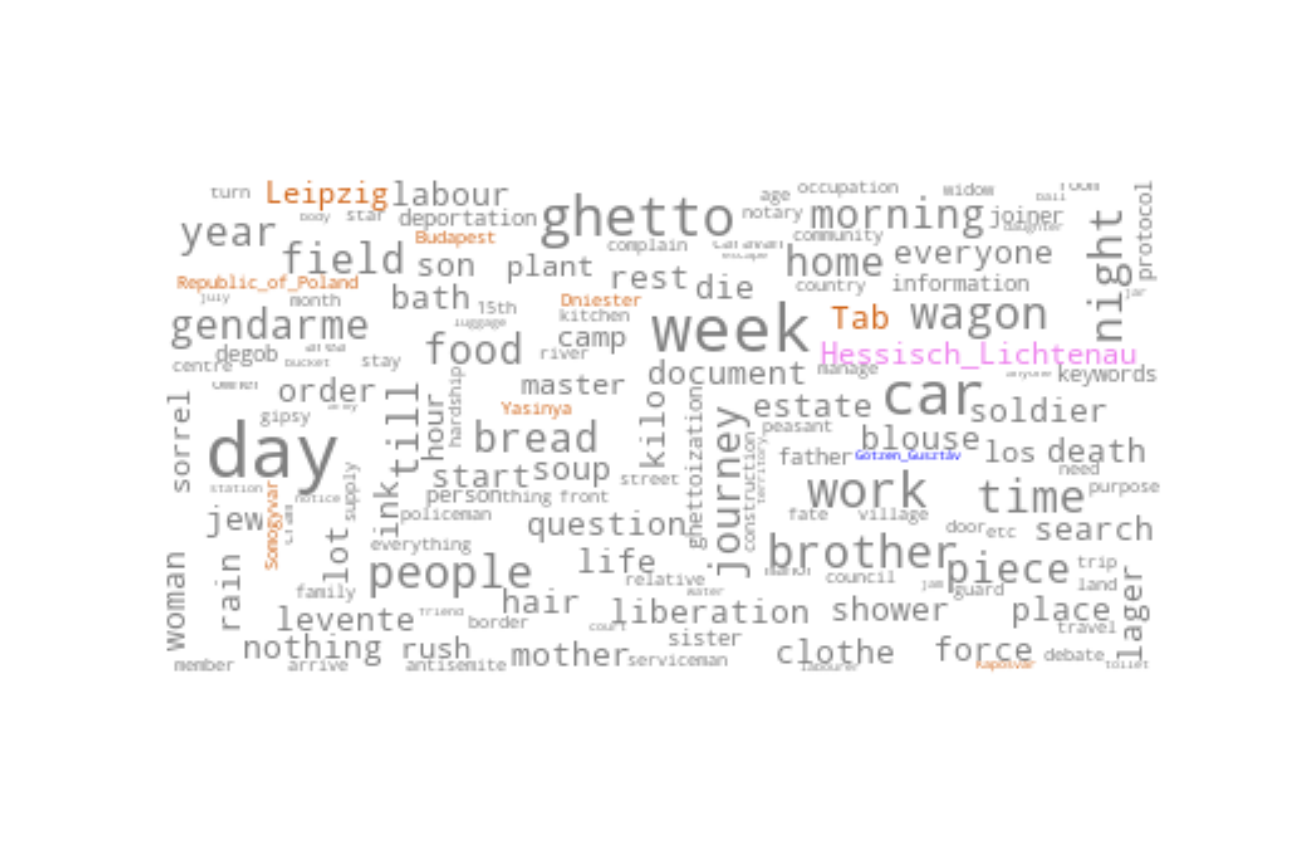 turn Leipzig labour
body star deportation ghetto age occupation widow ball
year Budapest notary morning joiner daughter
field complain caravan community protocol
son plant rest die home everyone night
Republic_of_Poland escape country information
july month bath 15th Dniester jar
gendarme luggage kitchen week Tab wagon
degob food river camp Hessisch_Lichtenau
centre bucket stay document manage anyone keywords
owner order master car
gipsy army Yasinya estate soldier
sorrel till hour hardship bread kilo ghettoization journey peasant blouse
day father Götzen_Gusztáv los death
start soup street territory need
station notice supply person thing front work time purpose
jew Somogyvar ink policeman question construction fate village
lot everything door etc search
people life brother piece trip
woman rain relative council land
family hair water jam guard
levente friend border liberation shower place lager
nothing rush court sister travel
mother serviceman clothe force debate
member arrive antisemite labourer Kaposvar toilet